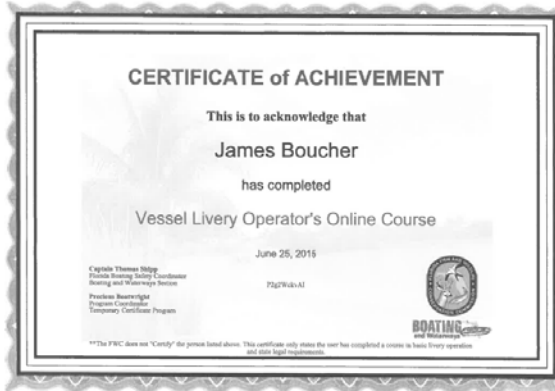 CERTIFICATE of ACHIEVEMENT
This is to acknowledge that
James Boucher
has completed
Vessel Livery Operator's Online Course
June 25, 2015
Captain Thomas Shipp
Florida Boating Safety Coordinator
Boating and Waterways Section
Precious Boatwright
Program Coordinator
Temporary Certificate Program
BOATING
and Waterways
**The FWC does not "Certify" the person listed above. This certificate only states the user has completed a course in basic livery operation
and state legal requirements.